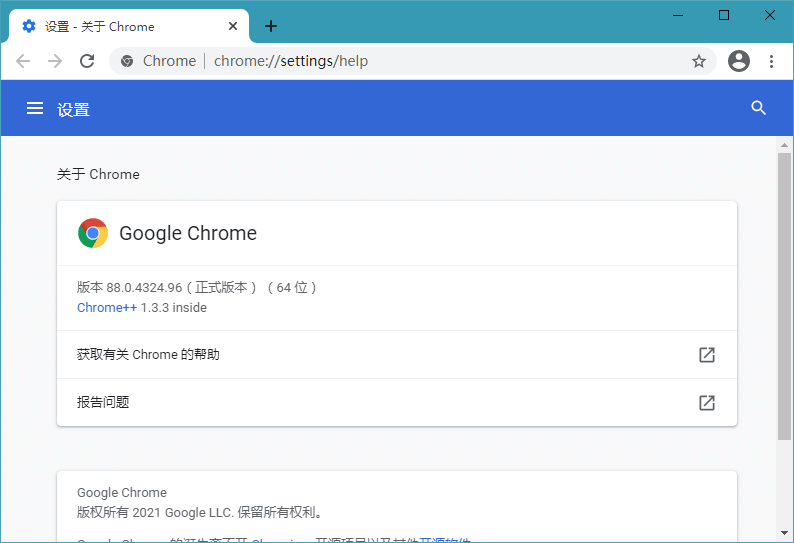 设置 - 关于 Chrome
Chrome
chrome://settings/help
设置
关于 Chrome
Google Chrome
版本 88.0.4324.96（正式版本） （64 位）
Chrome++ 1.3.3 inside
获取有关 Chrome 的帮助
报告问题
Google Chrome
版权所有 2021 Google LLC. 保留所有权利。